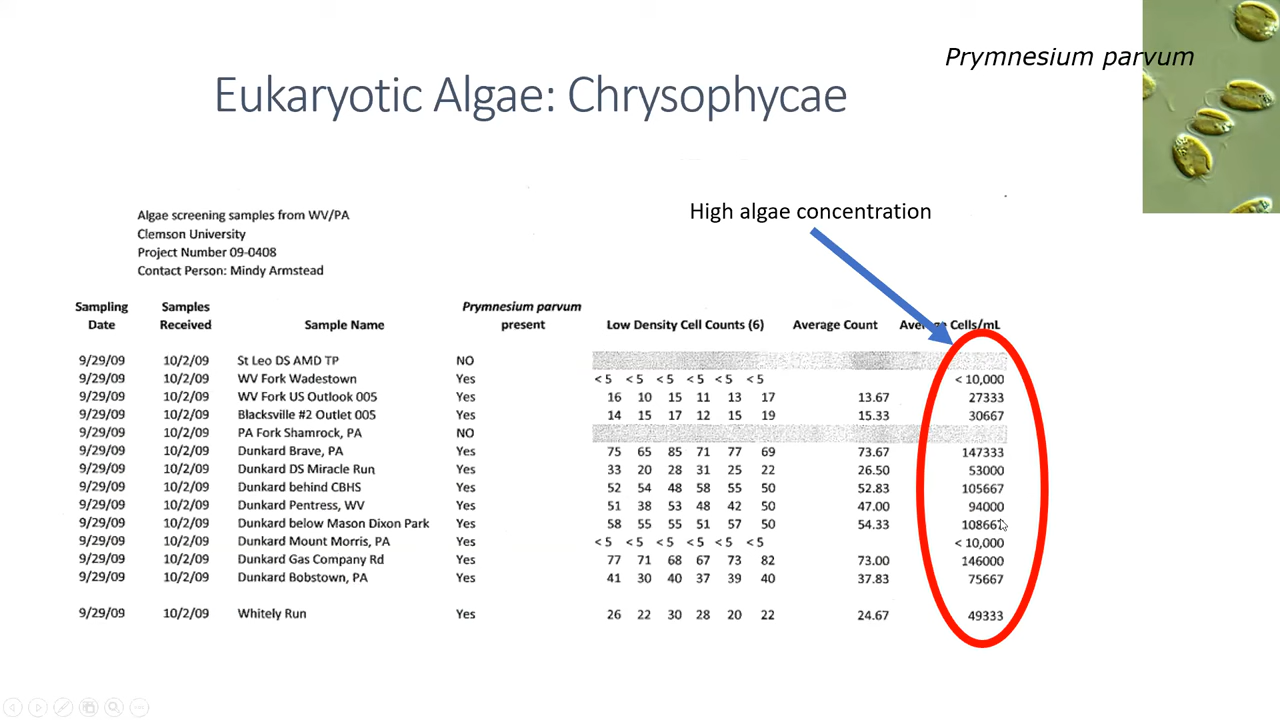 Prymnesium parvum
Eukaryotic Algae: Chrysophycae
High algae concentration
Algae screening samples from WV/PA
Clemson University
Project Number 09-0408
Contact Person: Mindy Armstead
Sampling Date Samples Received Sample Name Prymnesium parvum present Low Density Cell Counts (6) Average Count Average Cells/mL
9/29/09 10/2/09 St Leo DS AMD TP NO
9/29/09 10/2/09 WV Fork Wadestown Yes < 5 < 5 < 5 < 5 < 5 < 5 < 10,000
9/29/09 10/2/09 WV Fork US Outlook 005 Yes 16 10 15 11 13 17 13.67 27333
9/29/09 10/2/09 Blacksville #2 Outlet 005 Yes 14 15 17 12 15 19 15.33 30667
9/29/09 10/2/09 PA Fork Shamrock, PA NO
9/29/09 10/2/09 Dunkard Brave, PA Yes 75 65 85 71 77 69 73.67 147333
9/29/09 10/2/09 Dunkard DS Miracle Run Yes 33 20 28 31 25 22 26.50 53000
9/29/09 10/2/09 Dunkard behind CBHS Yes 52 54 48 58 55 50 52.83 105667
9/29/09 10/2/09 Dunkard Pentress, WV Yes 51 38 53 48 42 50 47.00 94000
9/29/09 10/2/09 Dunkard below Mason Dixon Park Yes 58 55 55 51 57 50 54.33 108667
9/29/09 10/2/09 Dunkard Mount Morris, PA Yes < 5 < 5 < 5 < 5 < 5 < 5 < 10,000
9/29/09 10/2/09 Dunkard Gas Company Rd Yes 77 71 68 67 73 82 73.00 146000
9/29/09 10/2/09 Dunkard Bobstown, PA Yes 41 30 40 37 39 40 37.83 75667
9/29/09 10/2/09 Whitely Run Yes 26 22 30 28 20 22 24.67 49333